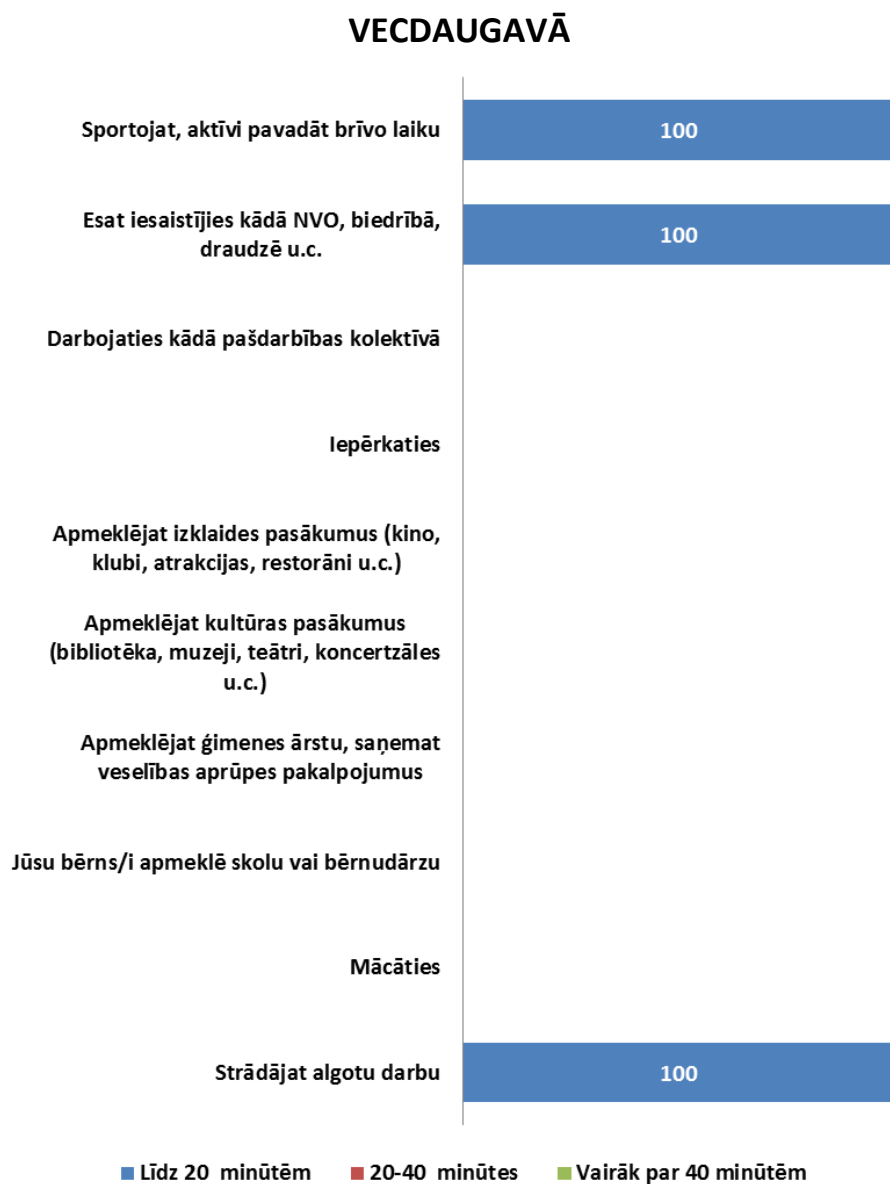 VECDAUGAVĀ
Sportojat, aktīvi pavadāt brīvo laiku
100
Esat iesaistījies kādā NVO, biedrībā,
draudzē u.c.
100
Darbojaties kādā pašdarbības kolektīvā
Iepērkaties
Apmeklējat izklaides pasākumus (kino,
klubi, atrakcijas, restorāni u.c.)
Apmeklējat kultūras pasākumus
(bibliotēka, muzeji, teātri, koncertzāles
u.c.)
Apmeklējat ģimenes ārstu, saņemat
veselības aprūpes pakalpojumus
Jūsu bērns/i apmeklē skolu vai bērnudārzu
Mācāties
Strādājat algotu darbu
100
Līdz 20 minūtēm 20-40 minūtes Vairāk par 40 minūtēm